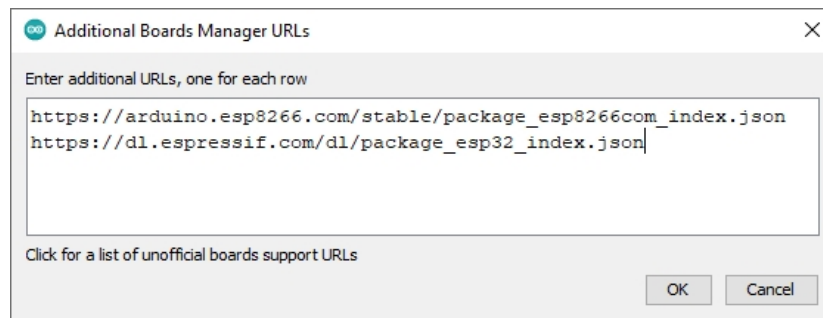 Additional Boards Manager URLs
Enter additional URLs, one for each row
https://arduino.esp8266.com/stable/package_esp8266com_index.json
https://dl.espressif.com/dl/package_esp32_index.json
Click for a list of unofficial boards support URLs
OK Cancel